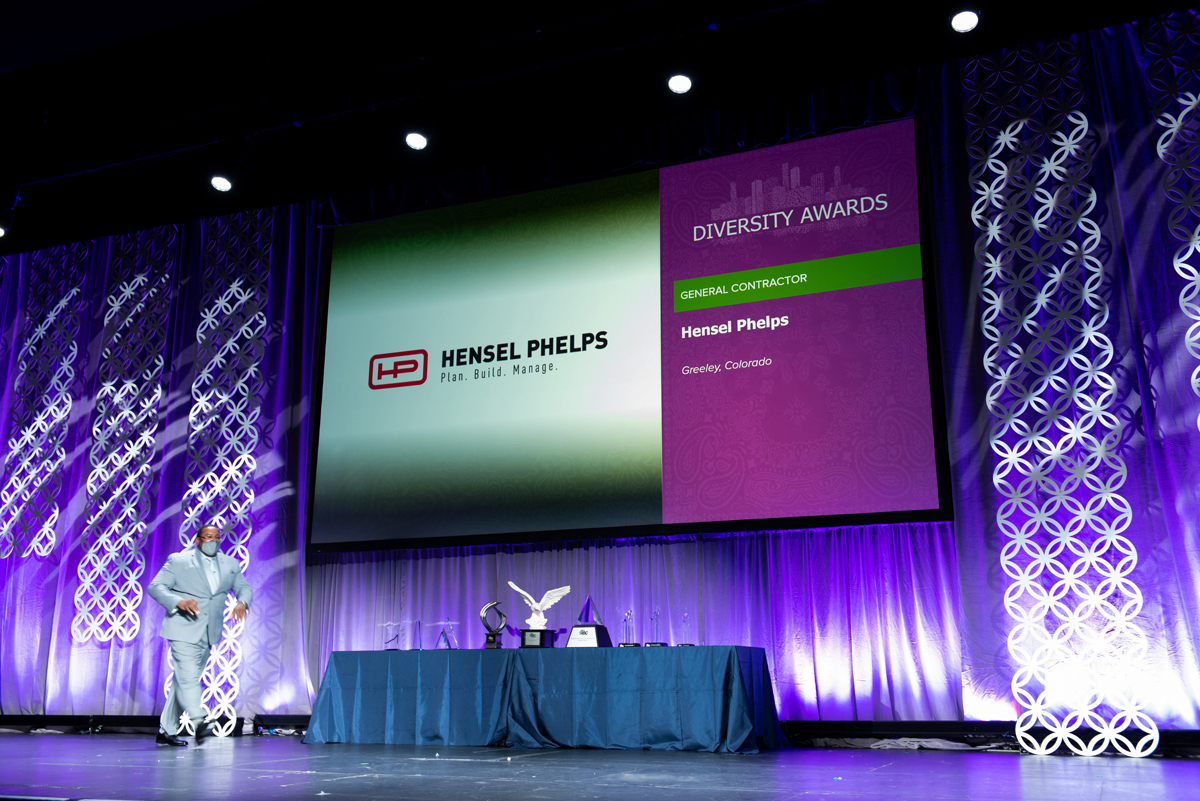 HP
HENSEL PHELPS
Plan. Build. Manage.
DIVERSITY AWARDS
GENERAL CONTRACTOR
Hensel Phelps
Greeley, Colorado